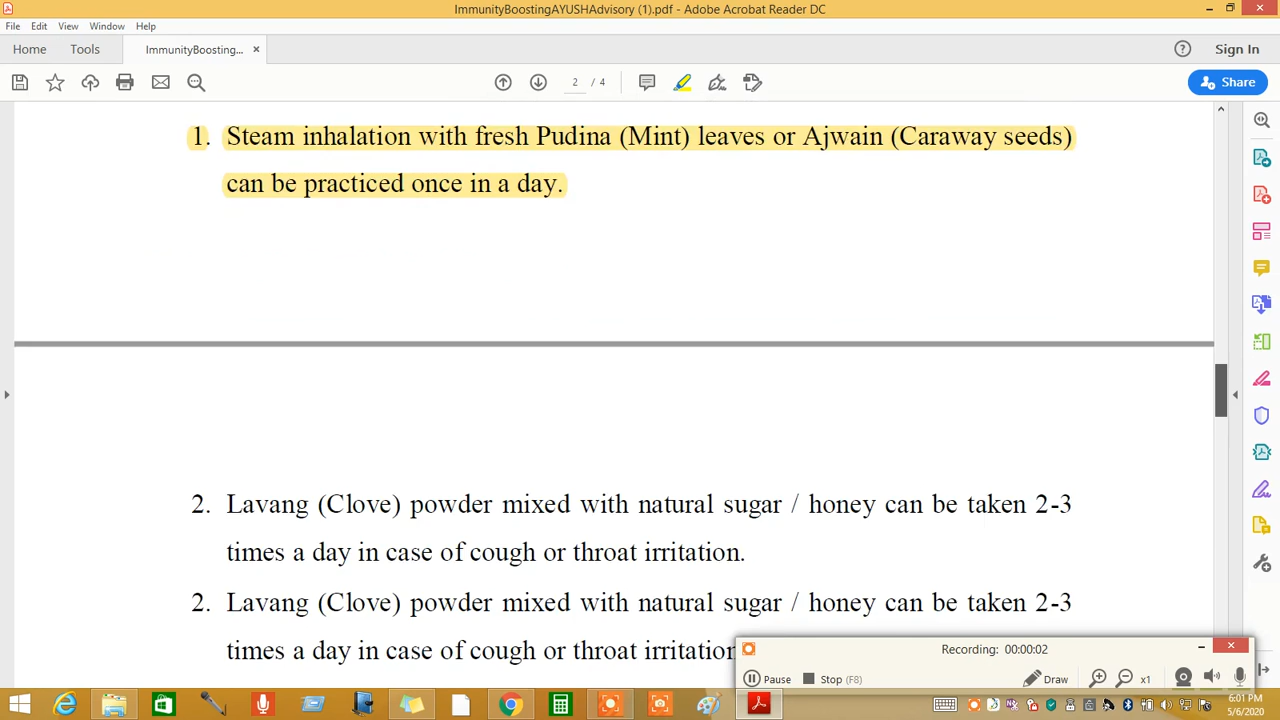 ImmunityBoostingAYUSHAdvisory (1).pdf - Adobe Acrobat Reader DC
File Edit View Window Help
Home Tools ImmunityBoosting... × Sign In
2 / 4 Share
1. Steam inhalation with fresh Pudina (Mint) leaves or Ajwain (Caraway seeds)
can be practiced once in a day.
2. Lavang (Clove) powder mixed with natural sugar / honey can be taken 2-3
times a day in case of cough or throat irritation.
2. Lavang (Clove) powder mixed with natural sugar / honey can be taken 2-3
times a day in case of cough or throat irritation
Recording: 00:00:02
Pause Stop (F8) Draw x1
6:01 PM
5/6/2020